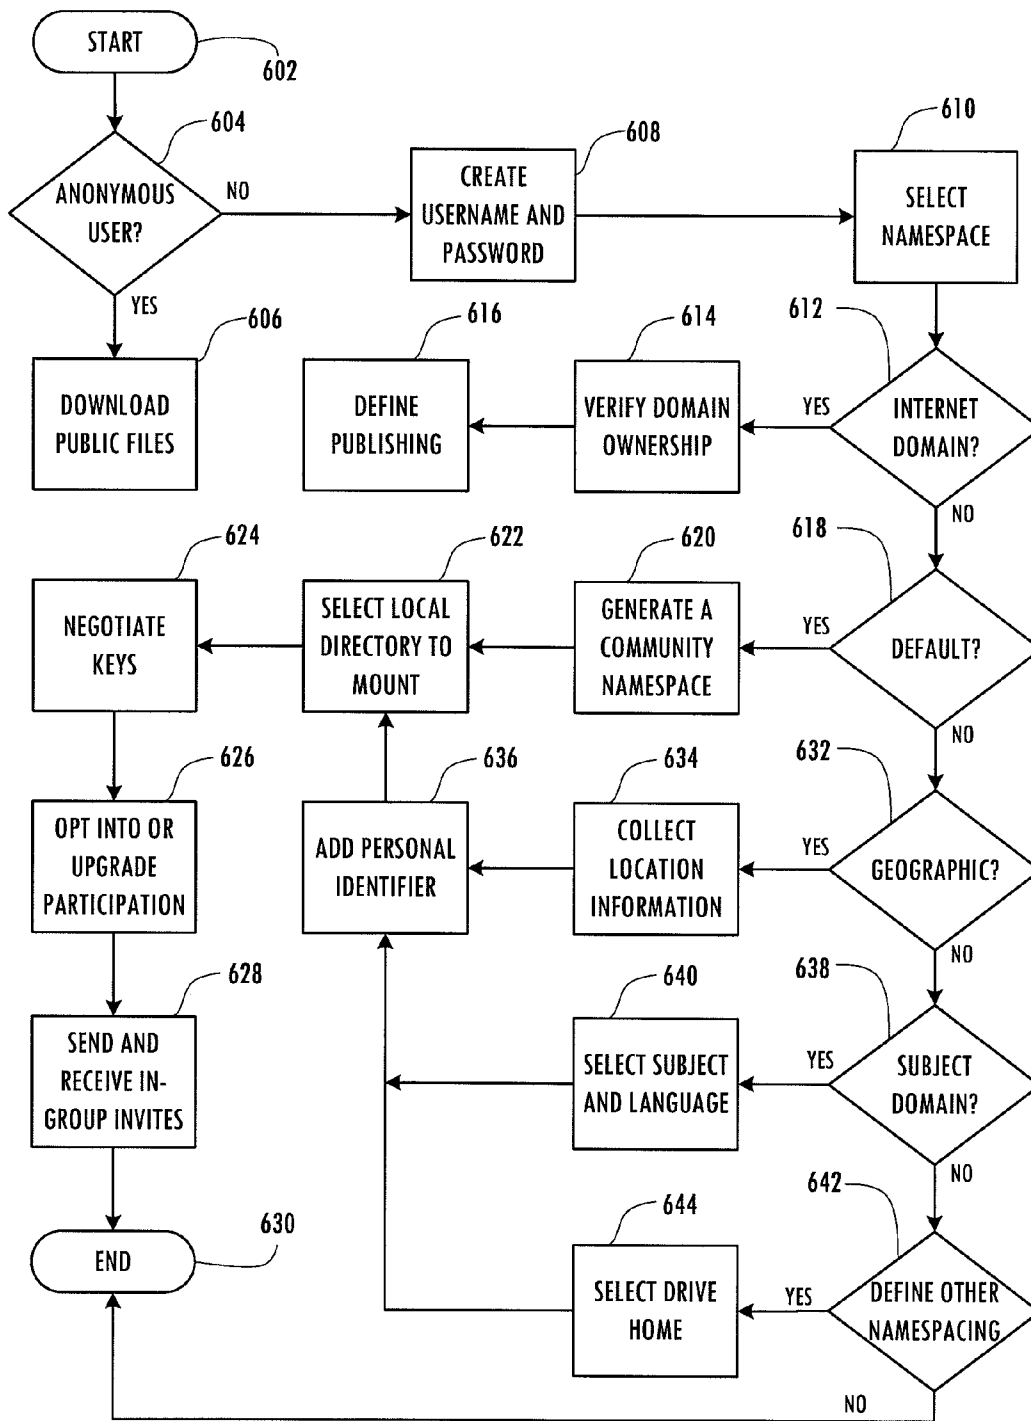 START
602
604
ANONYMOUS
USER?
NO
YES
608
CREATE
USERNAME AND
PASSWORD
610
SELECT
NAMESPACE
606
DOWNLOAD
PUBLIC FILES
616
DEFINE
PUBLISHING
614
VERIFY DOMAIN
OWNERSHIP
612
YES
INTERNET
DOMAIN?
NO
624
NEGOTIATE
KEYS
622
SELECT LOCAL
DIRECTORY TO
MOUNT
620
GENERATE A
COMMUNITY
NAMESPACE
618
YES
DEFAULT?
NO
626
OPT INTO OR
UPGRADE
PARTICIPATION
636
ADD PERSONAL
IDENTIFIER
634
COLLECT
LOCATION
INFORMATION
632
YES
GEOGRAPHIC?
NO
628
SEND AND
RECEIVE IN-
GROUP INVITES
640
SELECT SUBJECT
AND LANGUAGE
638
YES
SUBJECT
DOMAIN?
NO
630
END
644
SELECT DRIVE
HOME
642
YES
DEFINE OTHER
NAMESPACING
NO